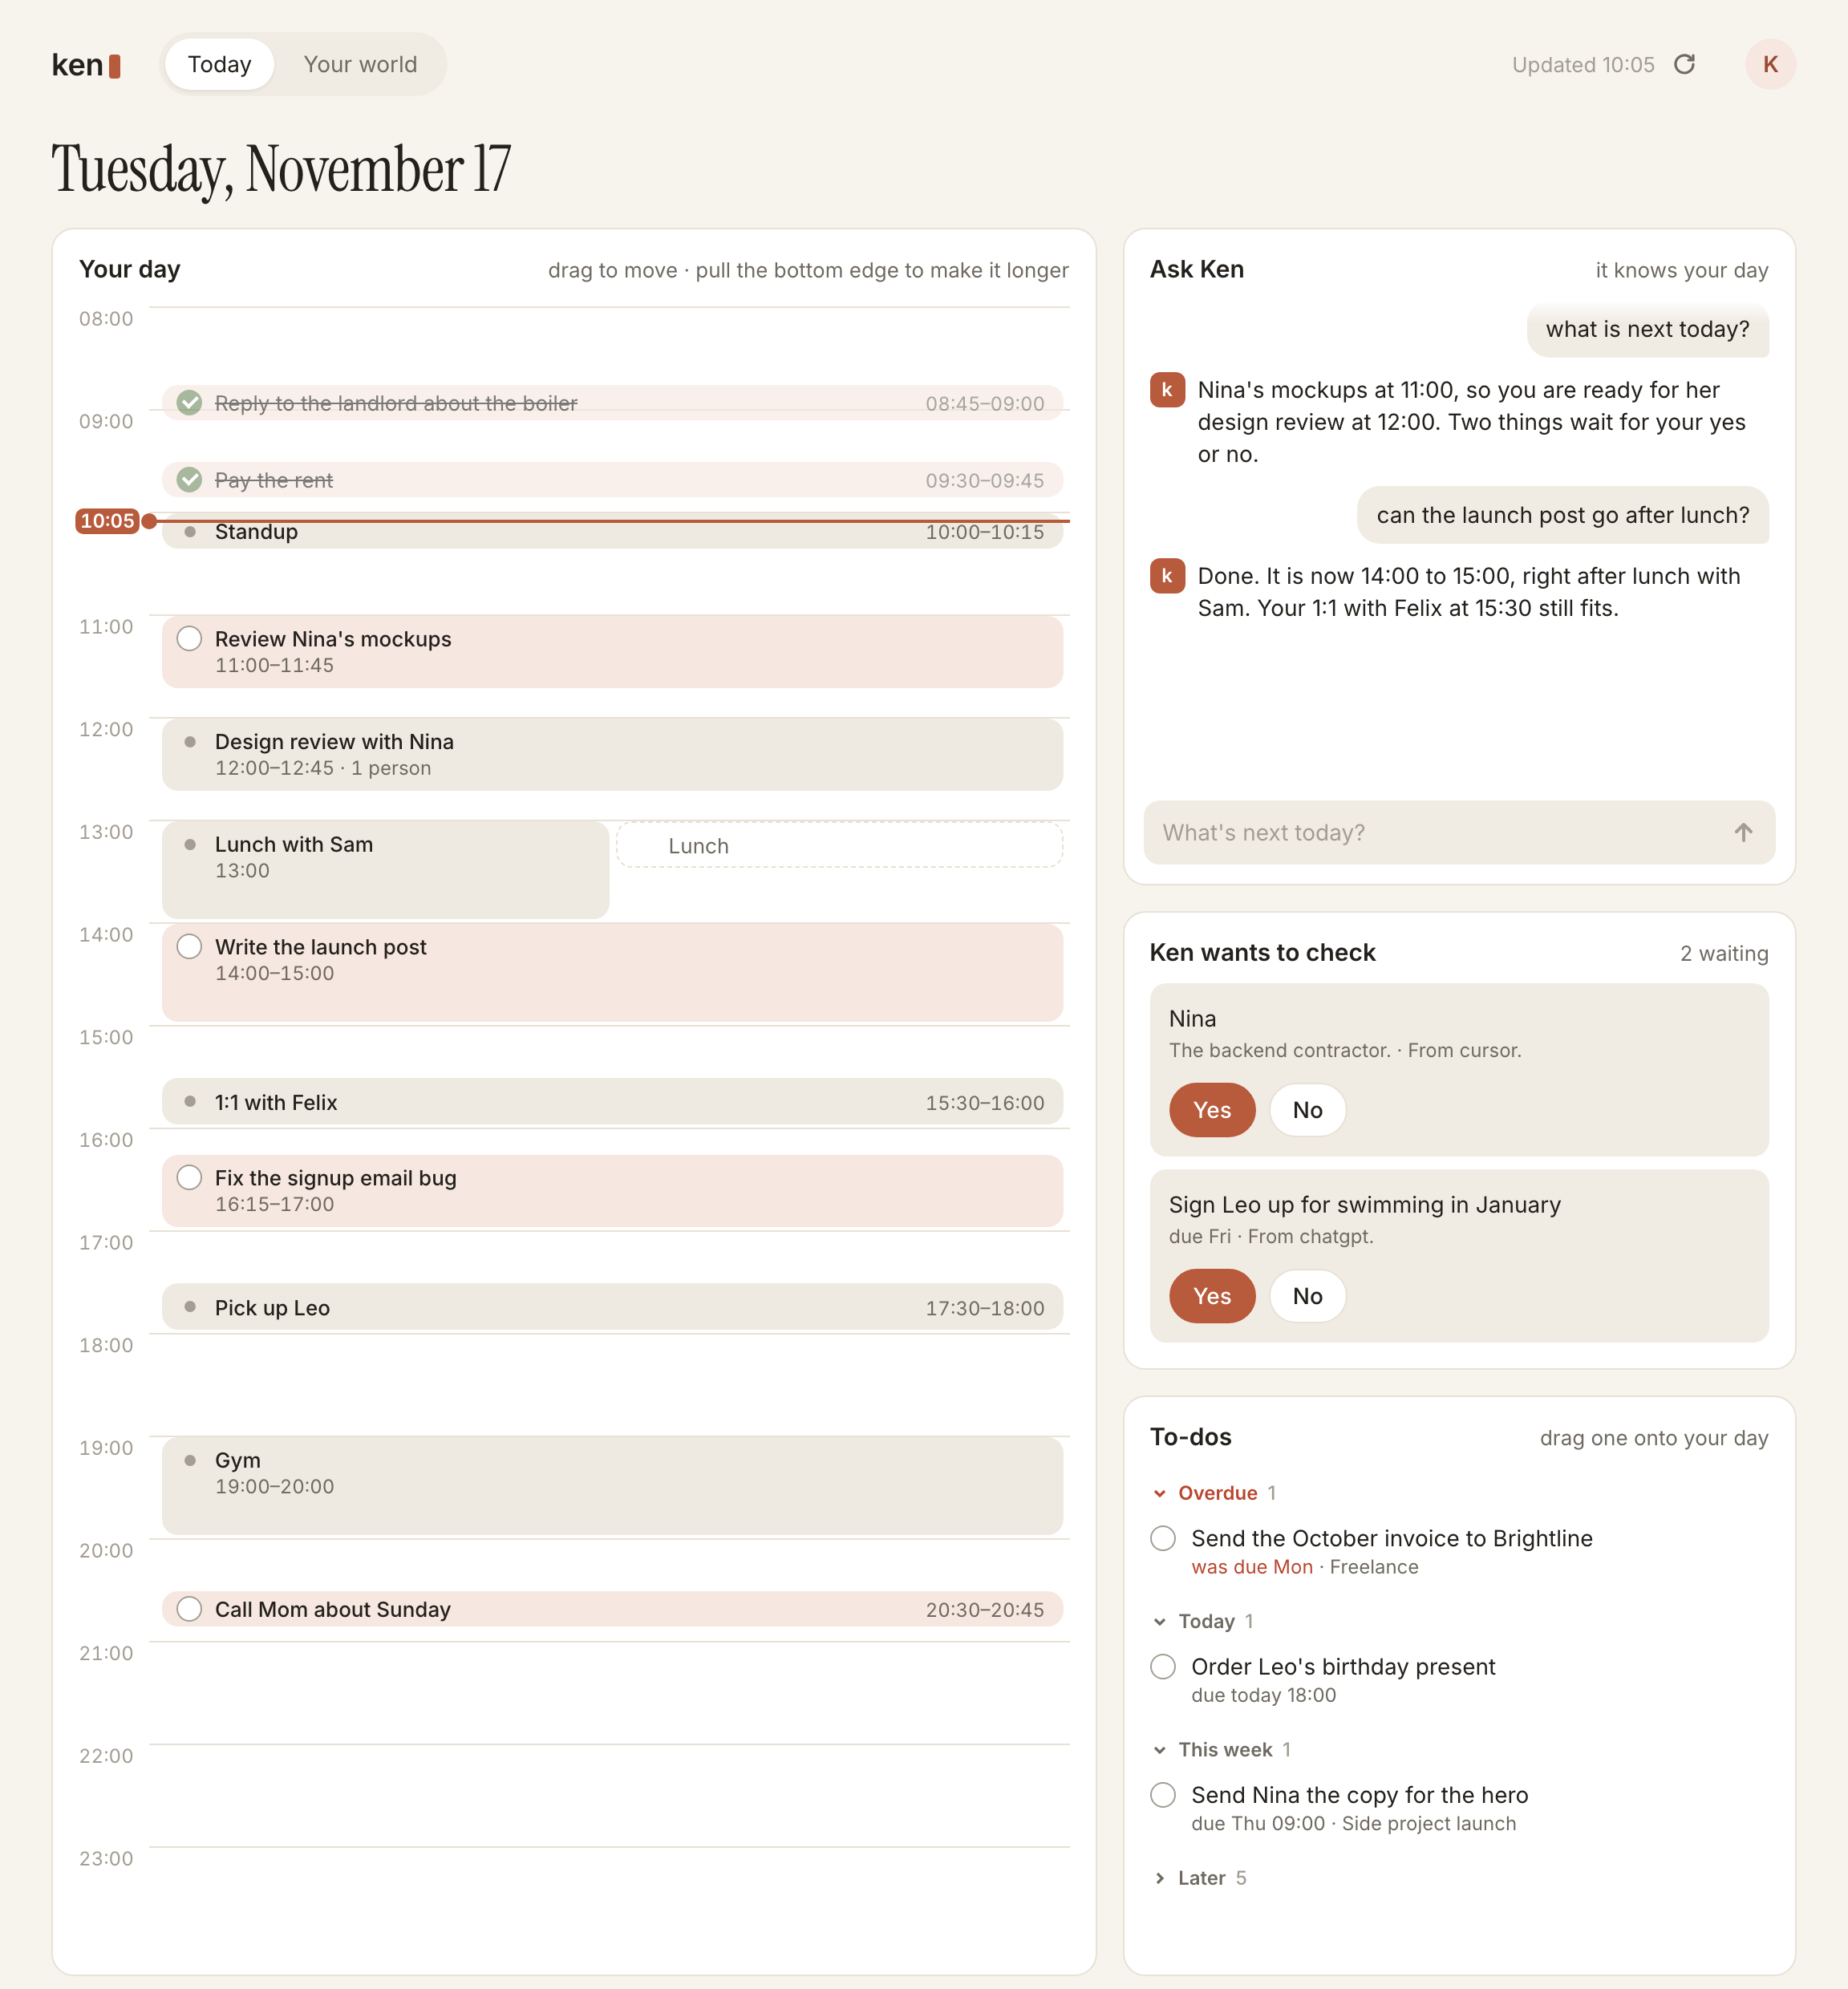 ken
Today
Your world
Updated 10:05
K
Tuesday, November 17
Your day
drag to move · pull the bottom edge to make it longer
08:00
Reply to the landlord about the boiler
08:45–09:00
09:00
Pay the rent
09:30–09:45
10:05
Standup
10:00–10:15
11:00
Review Nina's mockups
11:00–11:45
12:00
Design review with Nina
12:00–12:45 · 1 person
13:00
Lunch with Sam
13:00
Lunch
14:00
Write the launch post
14:00–15:00
15:00
1:1 with Felix
15:30–16:00
16:00
Fix the signup email bug
16:15–17:00
17:00
Pick up Leo
17:30–18:00
18:00
19:00
Gym
19:00–20:00
20:00
Call Mom about Sunday
20:30–20:45
21:00
22:00
23:00
Ask Ken
it knows your day
what is next today?
k
Nina's mockups at 11:00, so you are ready for her
design review at 12:00. Two things wait for your yes
or no.
can the launch post go after lunch?
k
Done. It is now 14:00 to 15:00, right after lunch with
Sam. Your 1:1 with Felix at 15:30 still fits.
What's next today?
Ken wants to check
2 waiting
Nina
The backend contractor. · From cursor.
Yes
No
Sign Leo up for swimming in January
due Fri · From chatgpt.
Yes
No
To-dos
drag one onto your day
Overdue 1
Send the October invoice to Brightline
was due Mon · Freelance
Today 1
Order Leo's birthday present
due today 18:00
This week 1
Send Nina the copy for the hero
due Thu 09:00 · Side project launch
Later 5